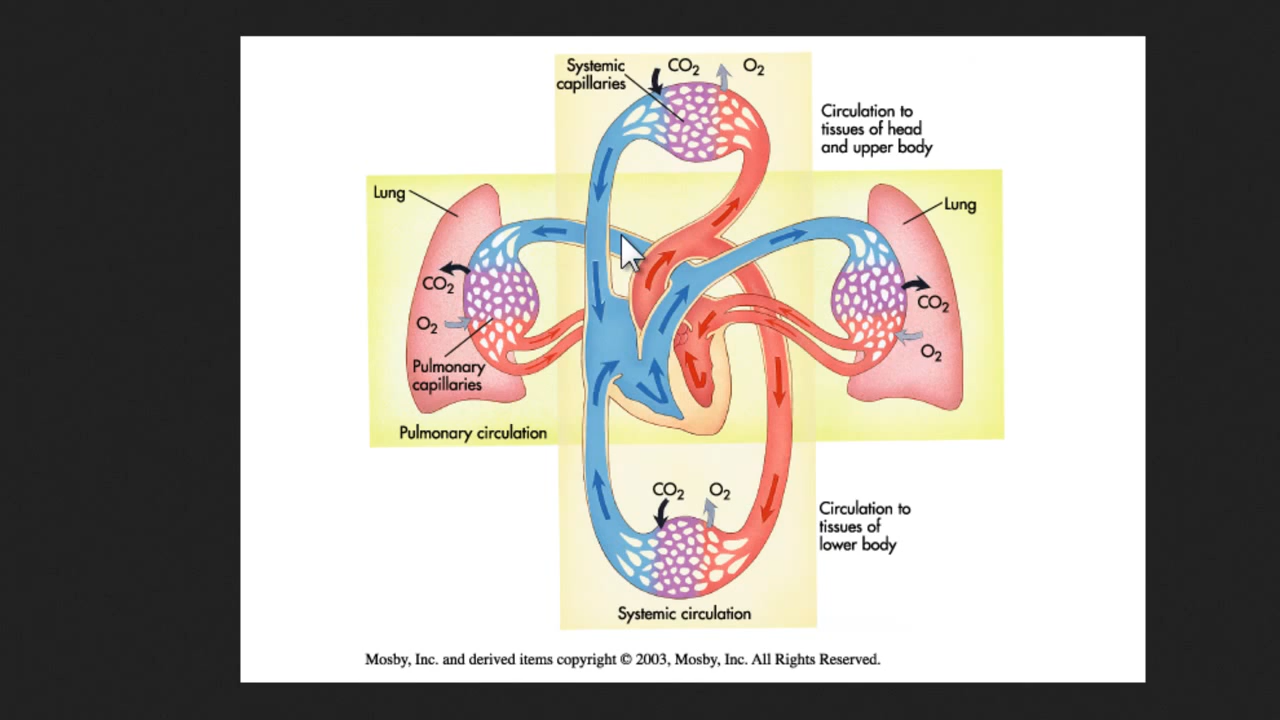 Systemic
capillaries
CO2
O2
Circulation to
tissues of head
and upper body
Lung
Lung
CO2
O2
CO2
O2
Pulmonary
capillaries
Pulmonary circulation
CO2
O2
Circulation to
tissues of
lower body
Systemic circulation
Mosby, Inc. and derived items copyright © 2003, Mosby, Inc. All Rights Reserved.